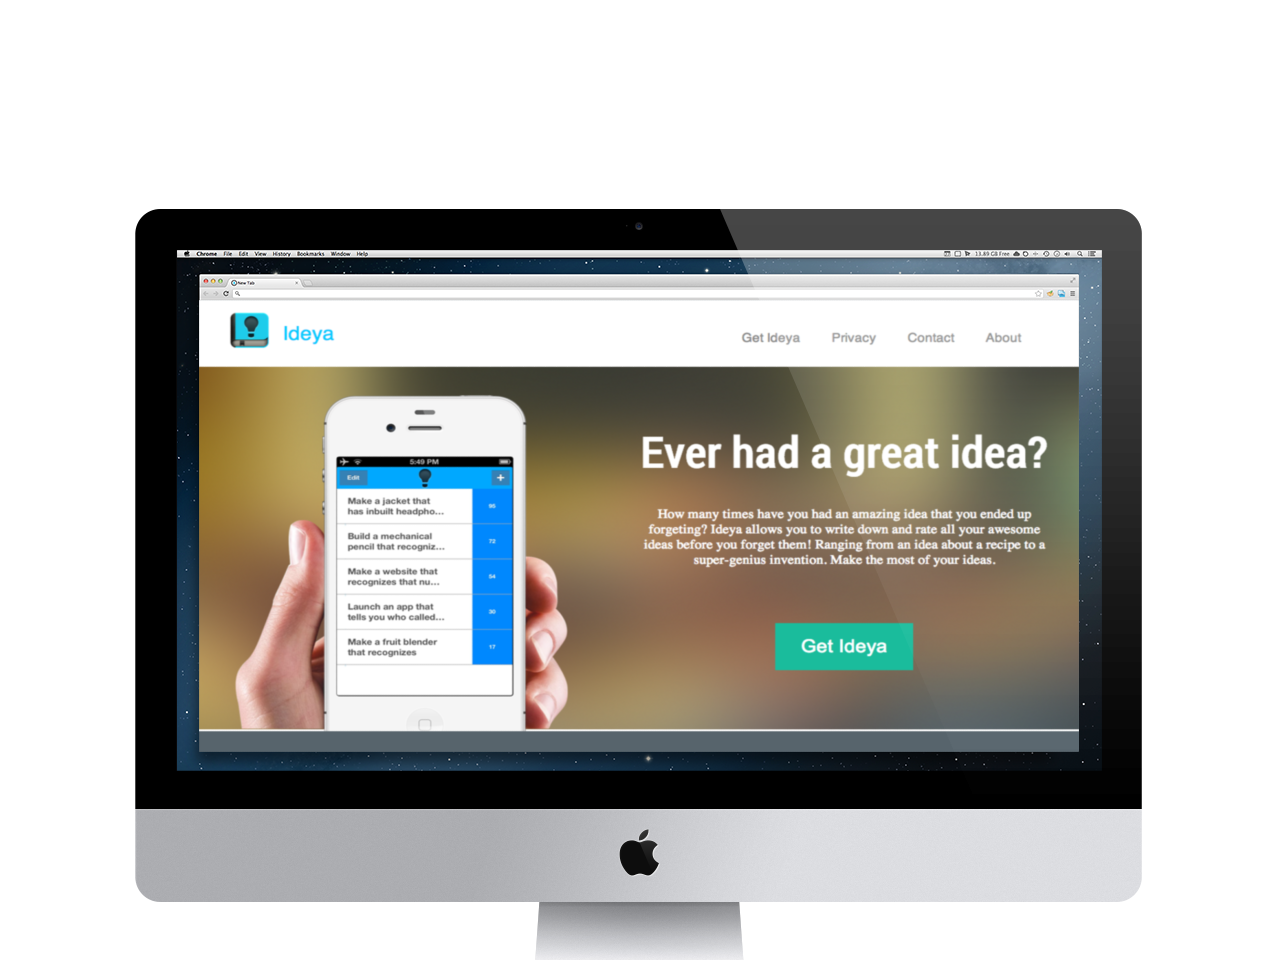 Chrome File Edit View History Bookmarks Window Help 13.89 GB Free
New Tab
Ideya
Get Ideya Privacy Contact About
5:49 PM
Edit +
Make a jacket that
has inbuilt headpho...
95
Build a mechanical
pencil that recogniz...
72
Make a website that
recognizes that nu...
54
Launch an app that
tells you who called...
30
Make a fruit blender
that recognizes
17
Ever had a great idea?
How many times have you had an amazing idea that you ended up
forgeting? Ideya allows you to write down and rate all your awesome
ideas before you forget them! Ranging from an idea about a recipe to a
super-genius invention. Make the most of your ideas.
Get Ideya